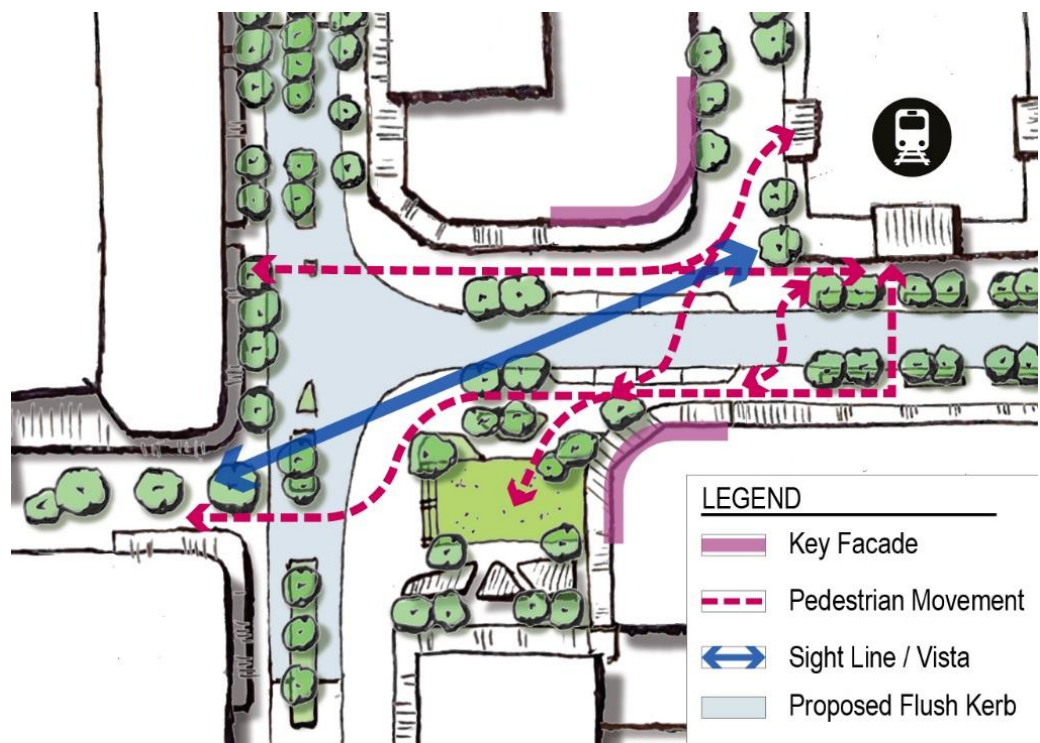 LEGEND
Key Facade
Pedestrian Movement
Sight Line / Vista
Proposed Flush Kerb